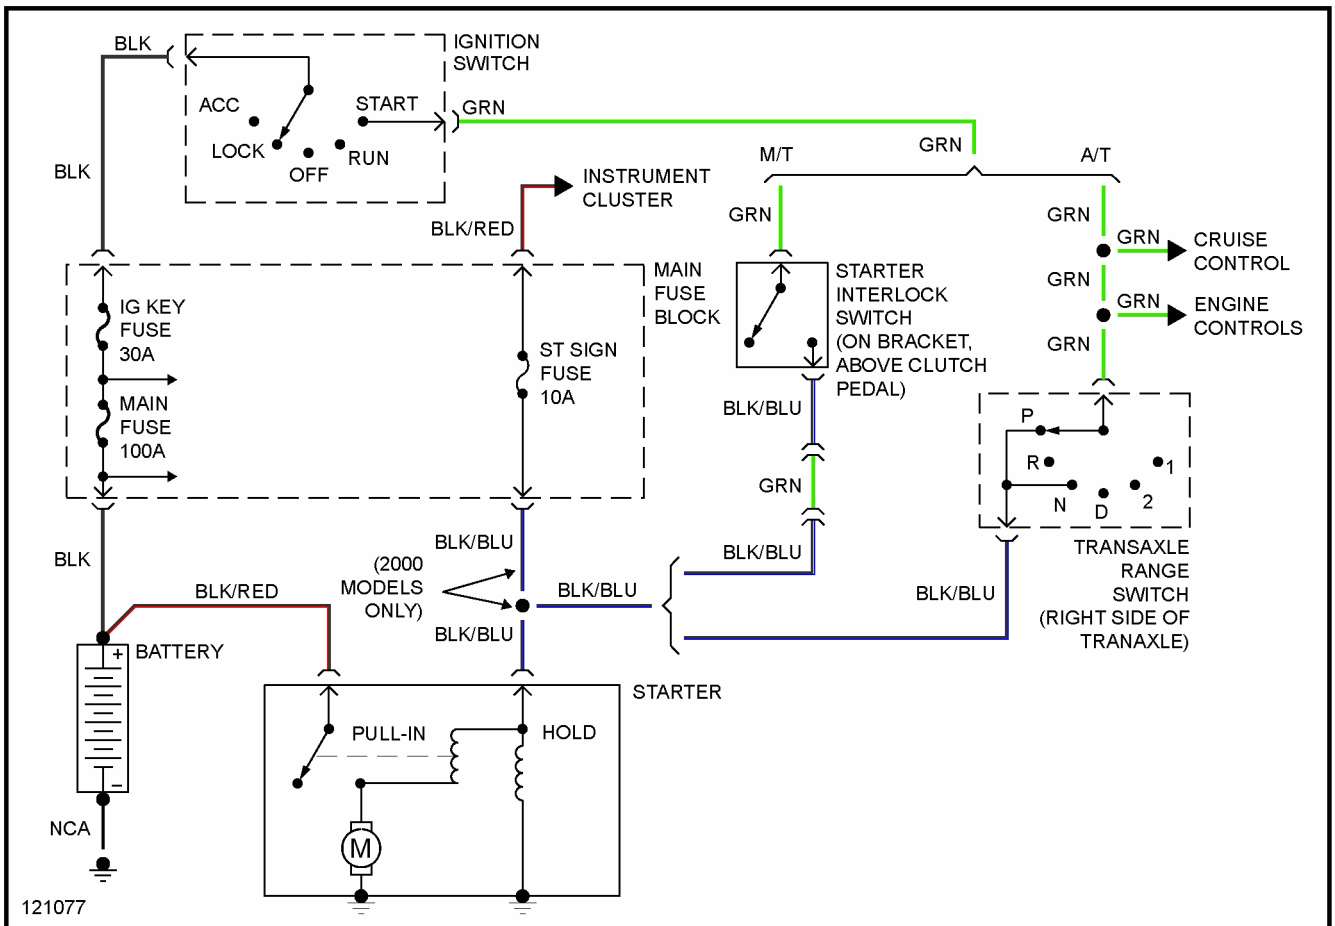 BLK
IGNITION
SWITCH
ACC
START
GRN
LOCK
RUN
OFF
BLK
GRN
M/T
A/T
INSTRUMENT
CLUSTER
BLK/RED
GRN
GRN
GRN
CRUISE
CONTROL
MAIN
FUSE
BLOCK
STARTER
INTERLOCK
SWITCH
(ON BRACKET,
ABOVE CLUTCH
PEDAL)
GRN
GRN
ENGINE
CONTROLS
GRN
IG KEY
FUSE
30A
MAIN
FUSE
100A
ST SIGN
FUSE
10A
BLK/BLU
GRN
BLK/BLU
P
R
N
D
2
1
TRANSAXLE
RANGE
SWITCH
(RIGHT SIDE OF
TRANAXLE)
BLK
BLK/BLU
(2000
MODELS
ONLY)
BLK/BLU
BLK/BLU
BLK/BLU
BLK/RED
+
BATTERY
–
NCA
STARTER
PULL-IN
HOLD
M
121077